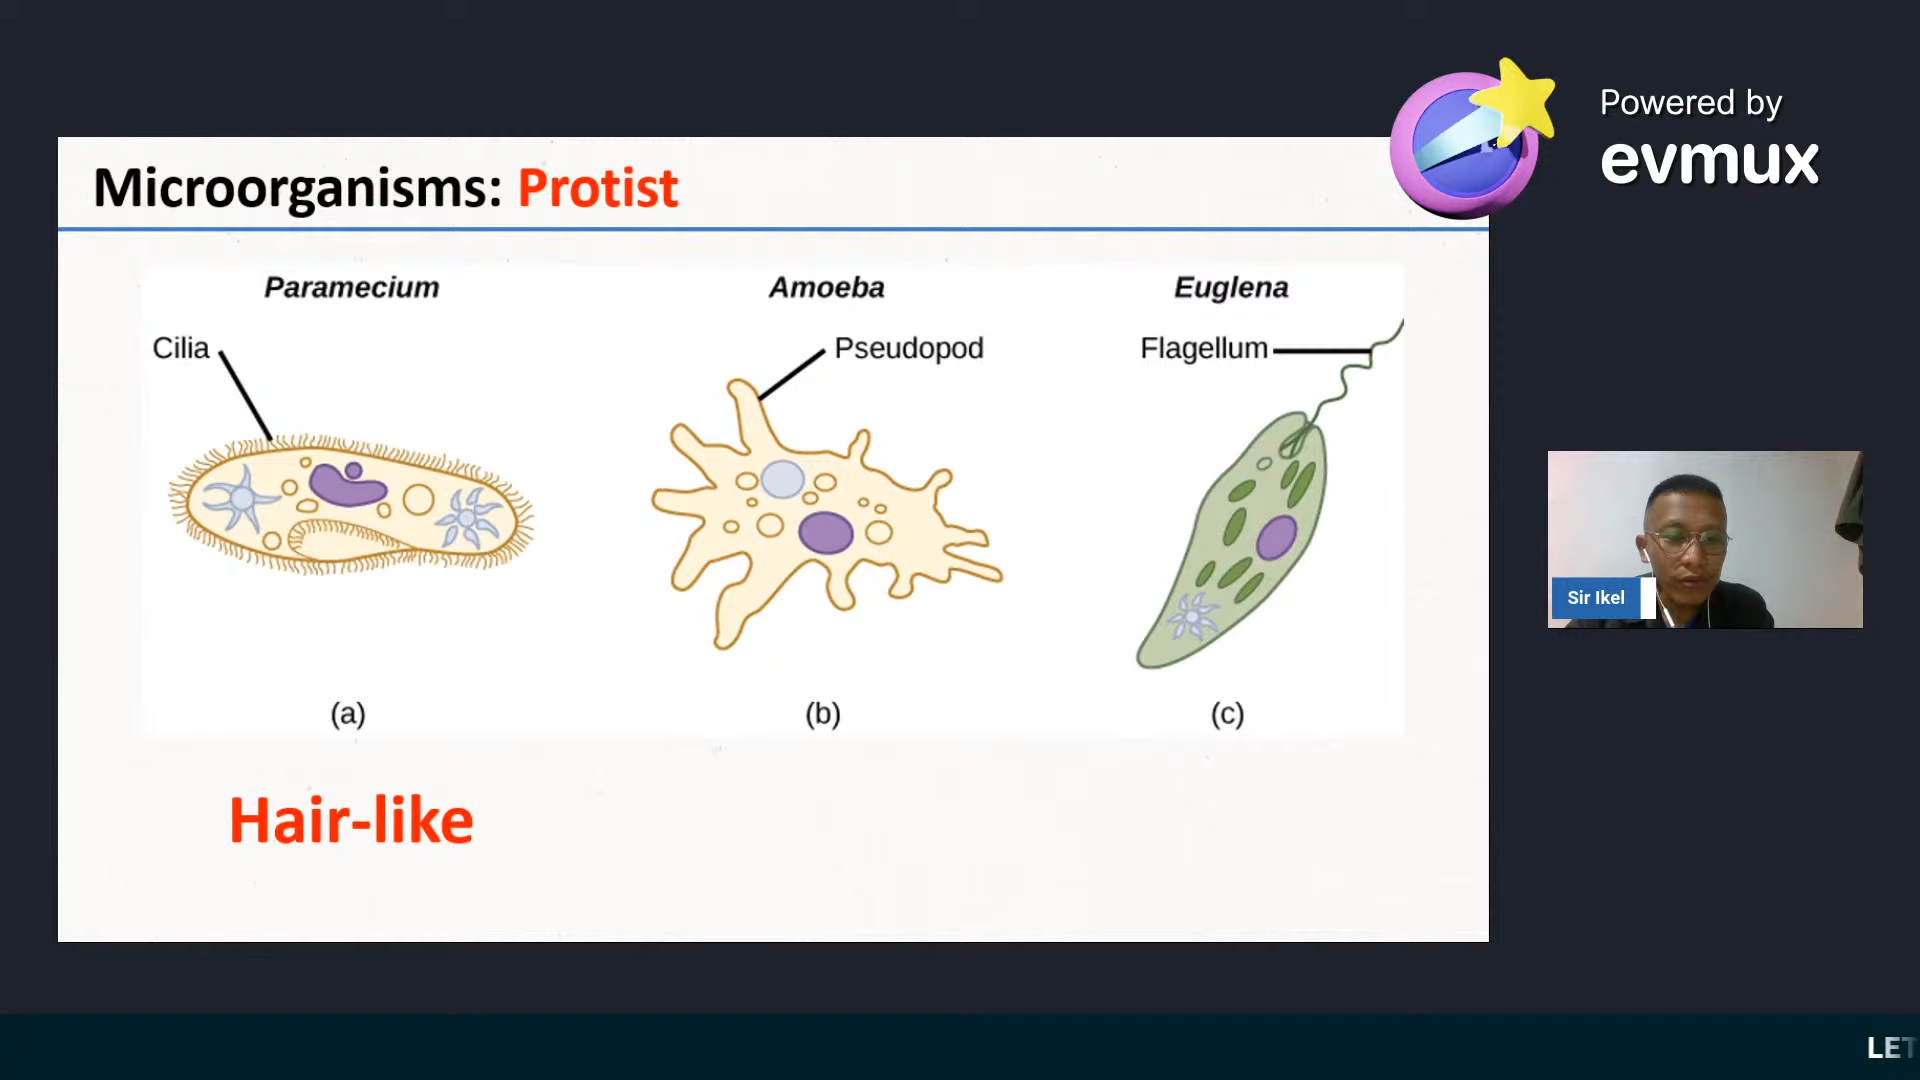 Powered by
evmux
Microorganisms: Protist
Paramecium
Amoeba
Euglena
Cilia
Pseudopod
Flagellum
(a)
(b)
(c)
Hair-like
Sir Ikel
LET